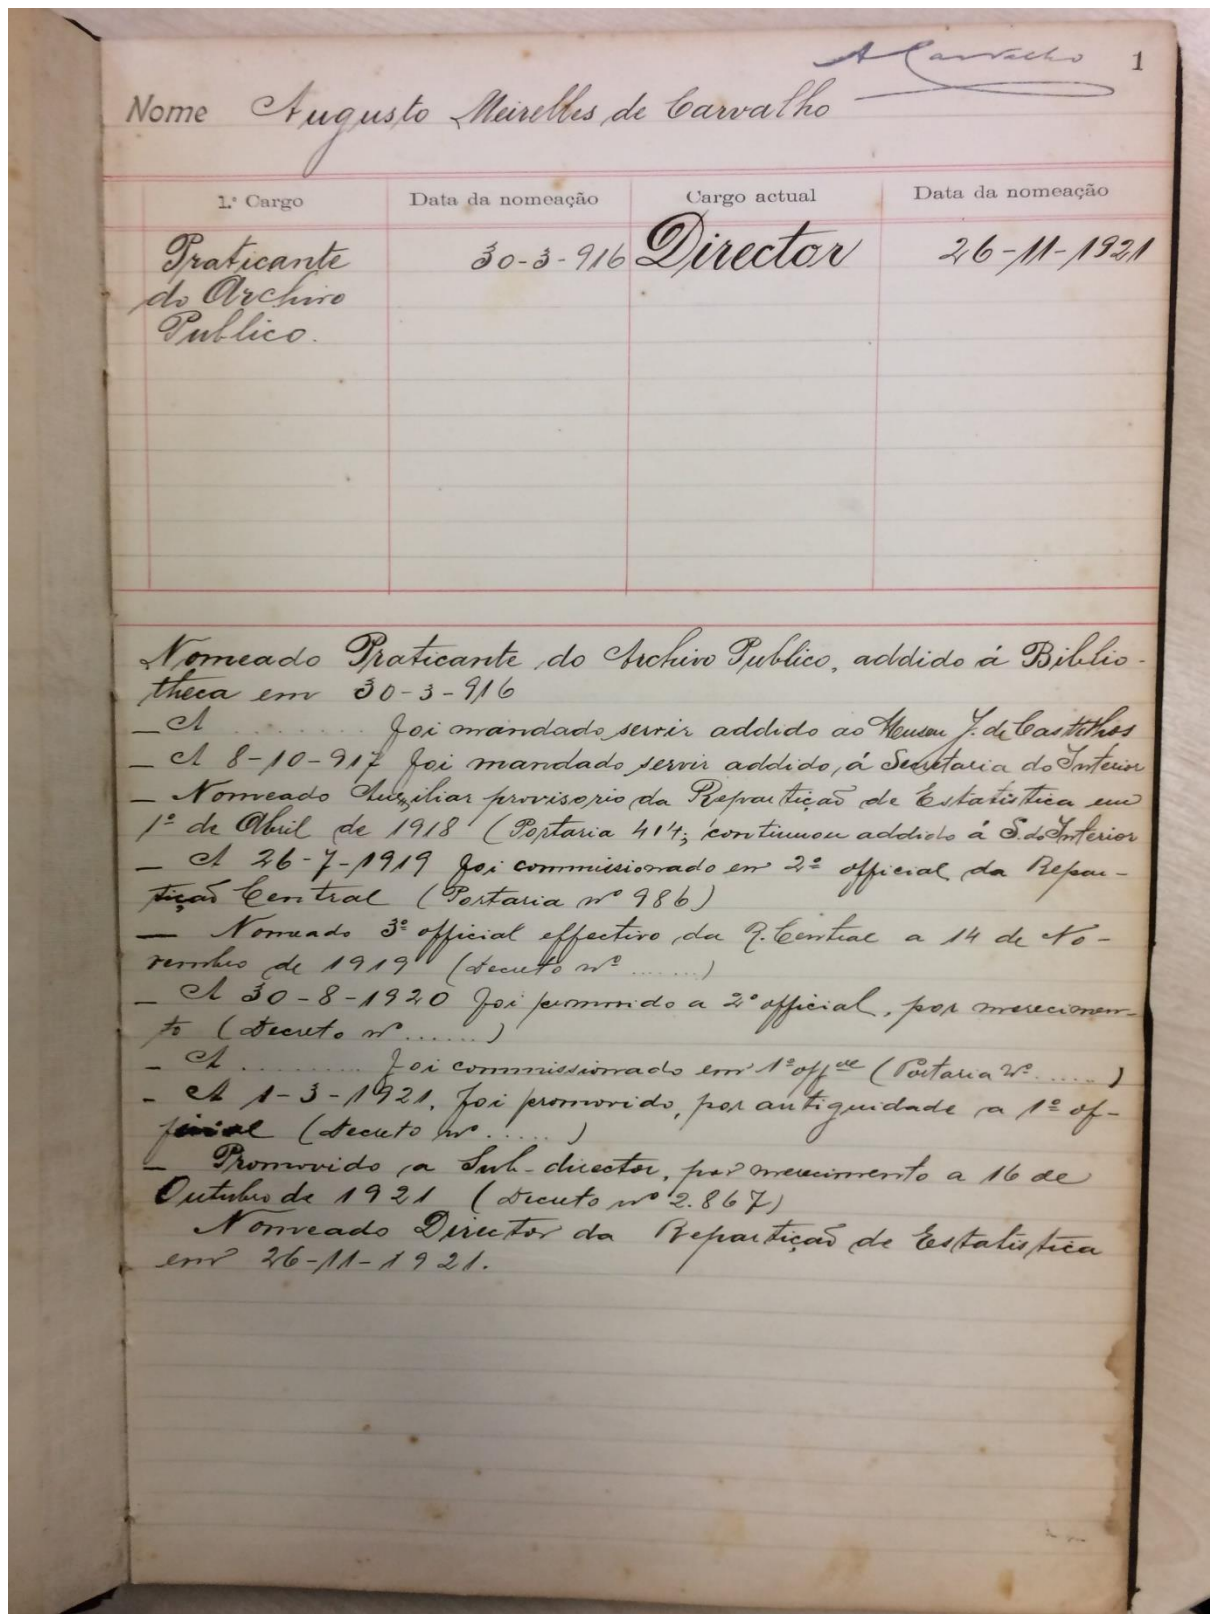 A Carvalho 1
Nome Augusto Meirelles de Carvalho
1.º Cargo Data da nomeação Cargo actual Data da nomeação
Praticante 30-3-916 Director 26-11-1921
do Archivo
Publico.
Nomeado Praticante do Archivo Publico, addido á Biblio-
theca em 30-3-916
— A ........... foi mandado servir addido ao Museu J. de Castilhos
— A 8-10-917 foi mandado servir addido, á Secretaria do Interior
— Nomeado Auxiliar provisorio da Repartição de Estatistica em
1º de Abril de 1918 (Portaria 414; continuou addido á S. do Interior
— A 26-7-1919 foi commissionado em 2º official da Repar-
tição Central (Portaria nº 986)
— Nomeado 3º official effectivo da R. Central a 14 de No-
vembro de 1919 (Decreto nº .......)
— A 30-8-1920 foi promovido a 2º official, por merecimen-
to (Decreto nº ......)
— A ........... foi commissionado em 1º offal (Portaria Nº ......)
- A 1-3-1921, foi promovido, por antiguidade a 1º of-
ficial (Decreto nº .....)
— Promovido a Sub-director, por merecimento a 16 de
Outubro de 1921 (Decreto nº 2.867)
Nomeado Director da Repartição de Estatistica
em 26-11-1921.